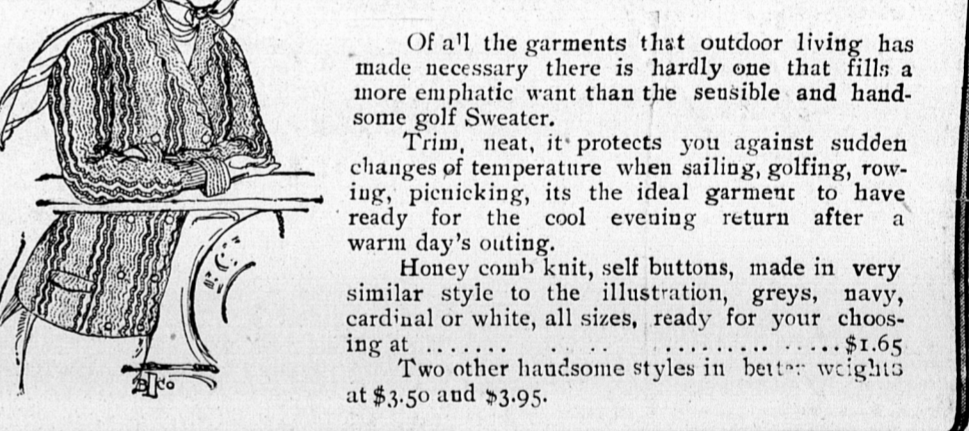 Of all the garments that outdoor living has
made necessary there is hardly one that fills a
more emphatic want than the sensible and hand-
some golf Sweater.
Trim, neat, it protects you against sudden
changes of temperature when sailing, golfing, row-
ing, picnicking, its the ideal garment to have
ready for the cool evening return after a
warm day's outing.
Honey comb knit, self buttons, made in very
similar style to the illustration, greys, navy,
cardinal or white, all sizes, ready for your choos-
ing at ....... ..... ................. $1.65
Two other handsome styles in better weights
at $3.50 and $3.95.